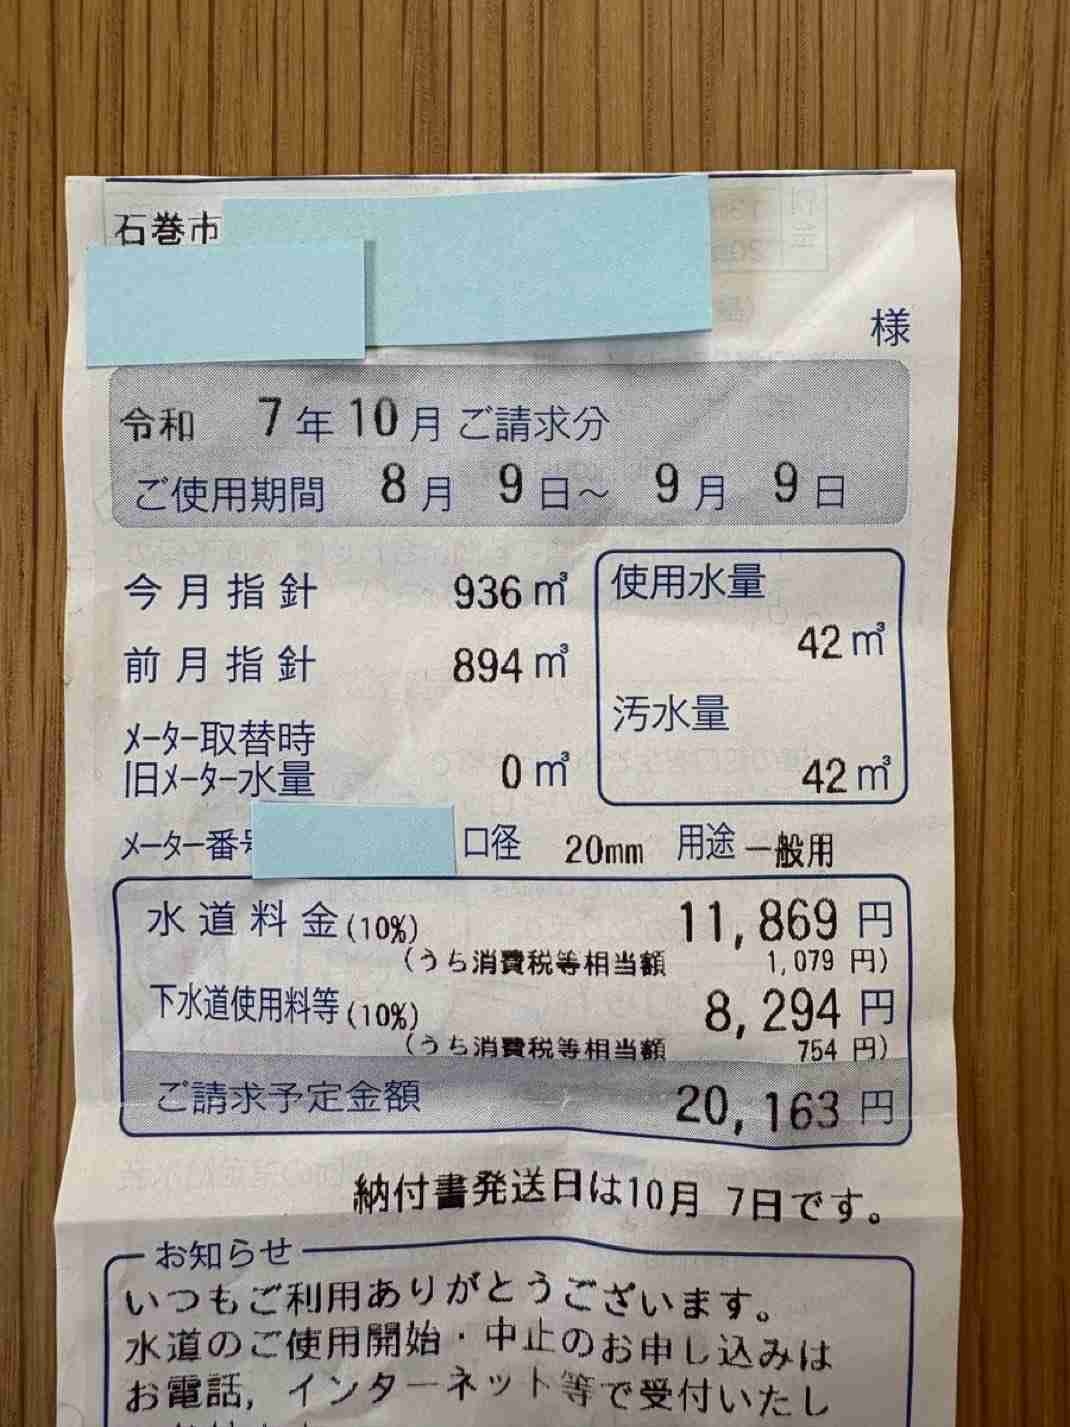 石巻市
様
令和 7年10月ご請求分
ご使用期間 8月 9日～ 9月 9日
今月指針 936㎥
前月指針 894㎥
ﾒｰﾀｰ取替時
旧ﾒｰﾀｰ水量 0㎥
使用水量
42㎥
汚水量
42㎥
ﾒｰﾀｰ番号 口径 20mm 用途 一般用
水道料金(10%) 11,869円
(うち消費税等相当額 1,079円)
下水道使用料等(10%) 8,294円
(うち消費税等相当額 754円)
ご請求予定金額 20,163円
納付書発送日は10月 7日です。
お知らせ
いつもご利用ありがとうございます。
水道のご使用開始・中止のお申し込みは
お電話，インターネット等で受付いたし